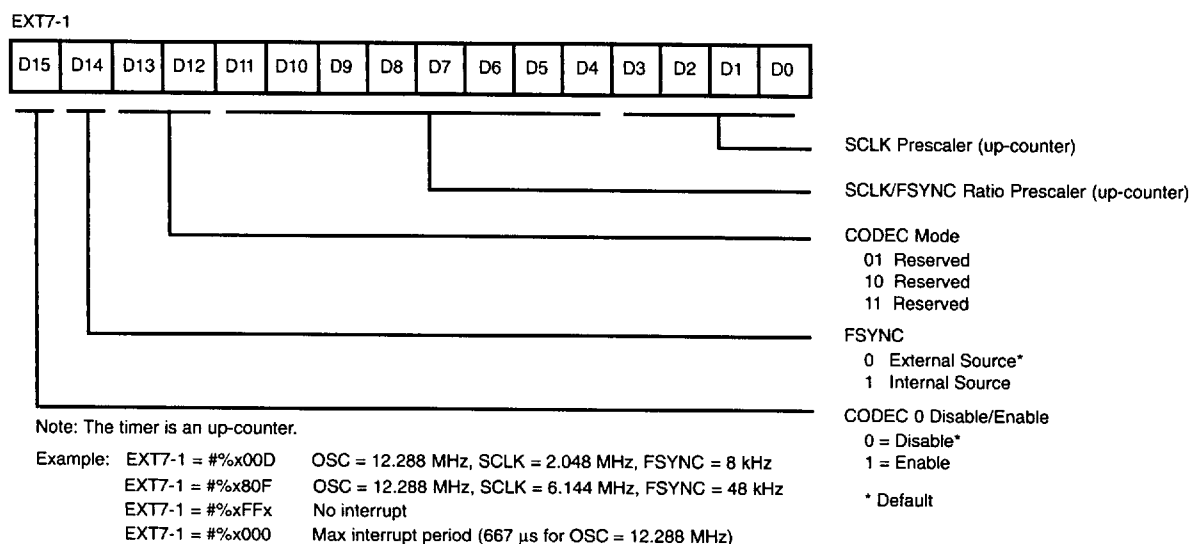 EXT7-1
D15 D14 D13 D12 D11 D10 D9 D8 D7 D6 D5 D4 D3 D2 D1 D0
SCLK Prescaler (up-counter)
SCLK/FSYNC Ratio Prescaler (up-counter)
CODEC Mode
01 Reserved
10 Reserved
11 Reserved
FSYNC
0 External Source*
1 Internal Source
CODEC 0 Disable/Enable
0 = Disable*
1 = Enable
* Default
Note: The timer is an up-counter.
Example: EXT7-1 = #%x00D OSC = 12.288 MHz, SCLK = 2.048 MHz, FSYNC = 8 kHz
EXT7-1 = #%x80F OSC = 12.288 MHz, SCLK = 6.144 MHz, FSYNC = 48 kHz
EXT7-1 = #%xFFx No interrupt
EXT7-1 = #%x000 Max interrupt period (667 µs for OSC = 12.288 MHz)